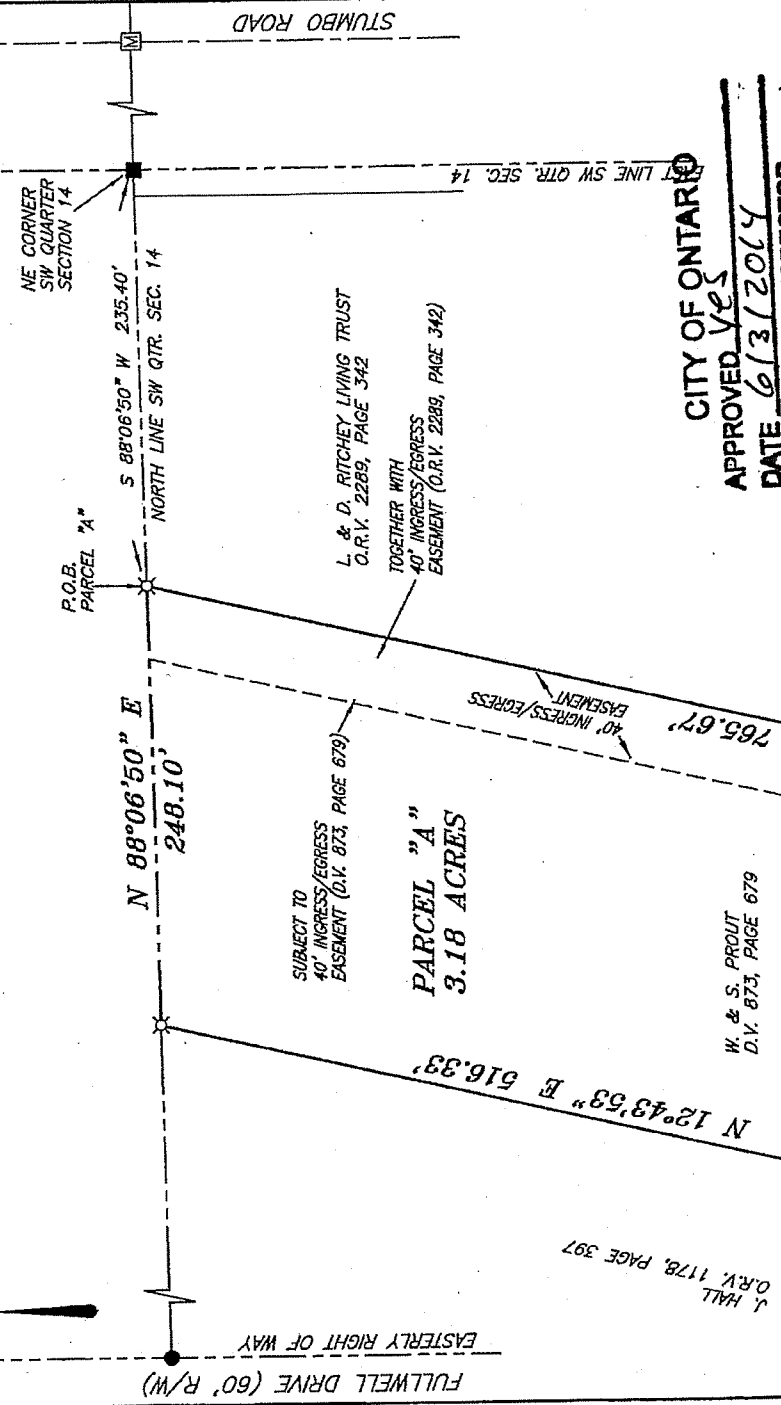 STUMBO ROAD
NE CORNER
SW QUARTER
SECTION 14
EAST LINE SW QTR. SEC. 14
S 88°06'50" W 235.40'
NORTH LINE SW QTR. SEC. 14
P.O.B.
PARCEL "A"
L. & D. RITCHEY LIVING TRUST
O.R.V. 2289, PAGE 342
TOGETHER WITH
40' INGRESS/EGRESS
EASEMENT (O.R.V. 2289, PAGE 342)
CITY OF ONTARIO
APPROVED yes
DATE 6/3/2014
N 88°06'50" E
248.10'
40' INGRESS/EGRESS
EASEMENT
765.67'
SUBJECT TO
40' INGRESS/EGRESS
EASEMENT (D.V. 873, PAGE 679)
PARCEL "A"
3.18 ACRES
W. & S. PROUT
D.V. 873, PAGE 679
N 12°43'53" E 516.33'
J. HALL
O.R.V. 1178, PAGE 397
EASTERLY RIGHT OF WAY
FULLWELL DRIVE (60' R/W)
M